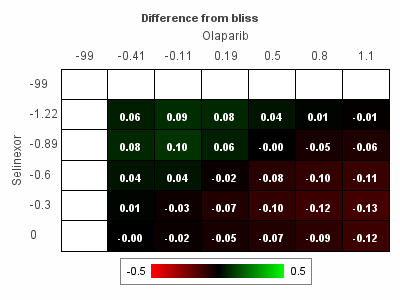 Difference from bliss
Olaparib
-99 -0.41 -0.11 0.19 0.5 0.8 1.1
Selinexor
-99
-1.22 0.06 0.09 0.08 0.04 0.01 -0.01
-0.89 0.08 0.10 0.06 -0.00 -0.05 -0.06
-0.6 0.04 0.04 -0.02 -0.08 -0.10 -0.11
-0.3 0.01 -0.03 -0.07 -0.10 -0.12 -0.13
0 -0.00 -0.02 -0.05 -0.07 -0.09 -0.12
-0.5 0.5